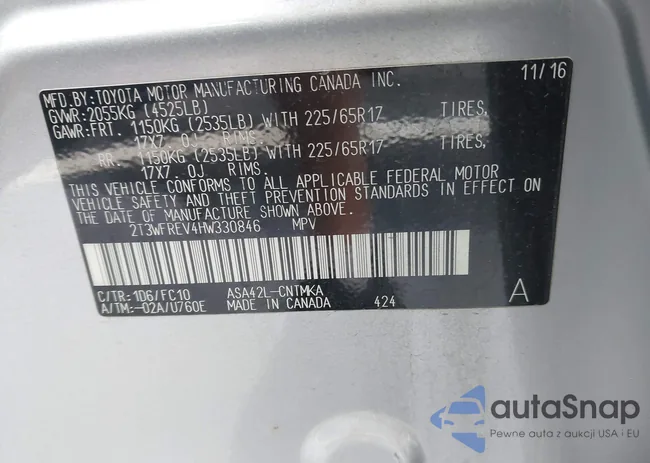 MFD.BY:TOYOTA MOTOR MANUFACTURING CANADA INC. 11/16
GVWR:2055KG (4525LB)
GAWR:FRT. 1150KG (2535LB) WITH 225/65R17 TIRES,
17X7.0J RIMS,
RR. 1150KG (2535LB) WITH 225/65R17 TIRES,
17X7.0J RIMS.
THIS VEHICLE CONFORMS TO ALL APPLICABLE FEDERAL MOTOR
VEHICLE SAFETY AND THEFT PREVENTION STANDARDS IN EFFECT ON
THE DATE OF MANUFACTURE SHOWN ABOVE.
2T3WFREV4HW330846 MPV
C/TR:1D6/FC10 ASA42L-CNTMKA
A/TM:-02A/U760E MADE IN CANADA 424 A
autaSnap
Pewne auta z aukcji USA i EU